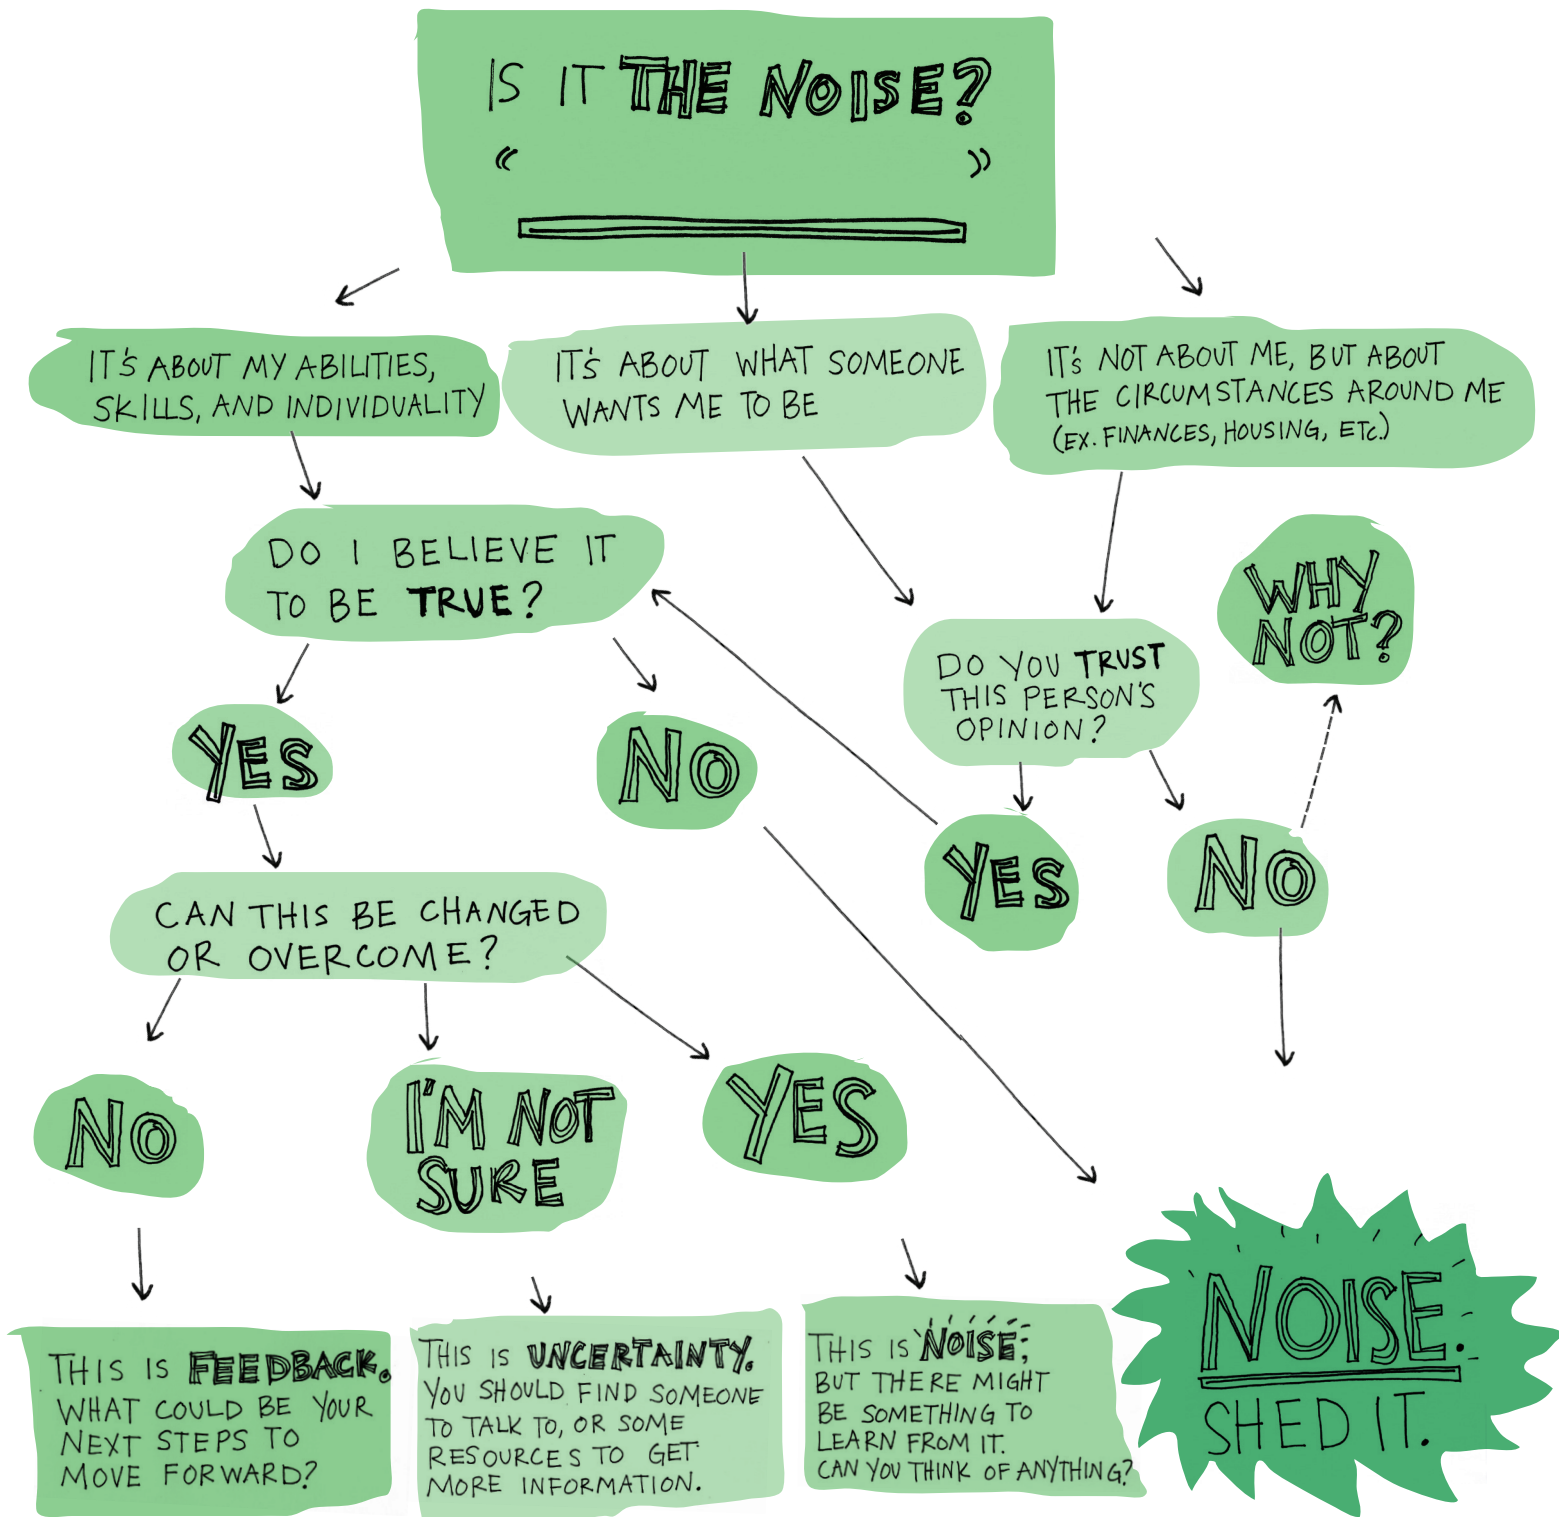 IS IT THE NOISE?
“ ”
IT'S ABOUT MY ABILITIES,
SKILLS, AND INDIVIDUALITY
IT'S ABOUT WHAT SOMEONE
WANTS ME TO BE
IT'S NOT ABOUT ME, BUT ABOUT
THE CIRCUMSTANCES AROUND ME
(EX. FINANCES, HOUSING, ETC.)
DO I BELIEVE IT
TO BE TRUE?
WHY
NOT?
DO YOU TRUST
THIS PERSON'S
OPINION?
YES
NO
YES
NO
CAN THIS BE CHANGED
OR OVERCOME?
NO
I'M NOT
SURE
YES
THIS IS FEEDBACK.
WHAT COULD BE YOUR
NEXT STEPS TO
MOVE FORWARD?
THIS IS UNCERTAINTY.
YOU SHOULD FIND SOMEONE
TO TALK TO, OR SOME
RESOURCES TO GET
MORE INFORMATION.
THIS IS NOISE;
BUT THERE MIGHT
BE SOMETHING TO
LEARN FROM IT.
CAN YOU THINK OF ANYTHING?
NOISE.
SHED IT.